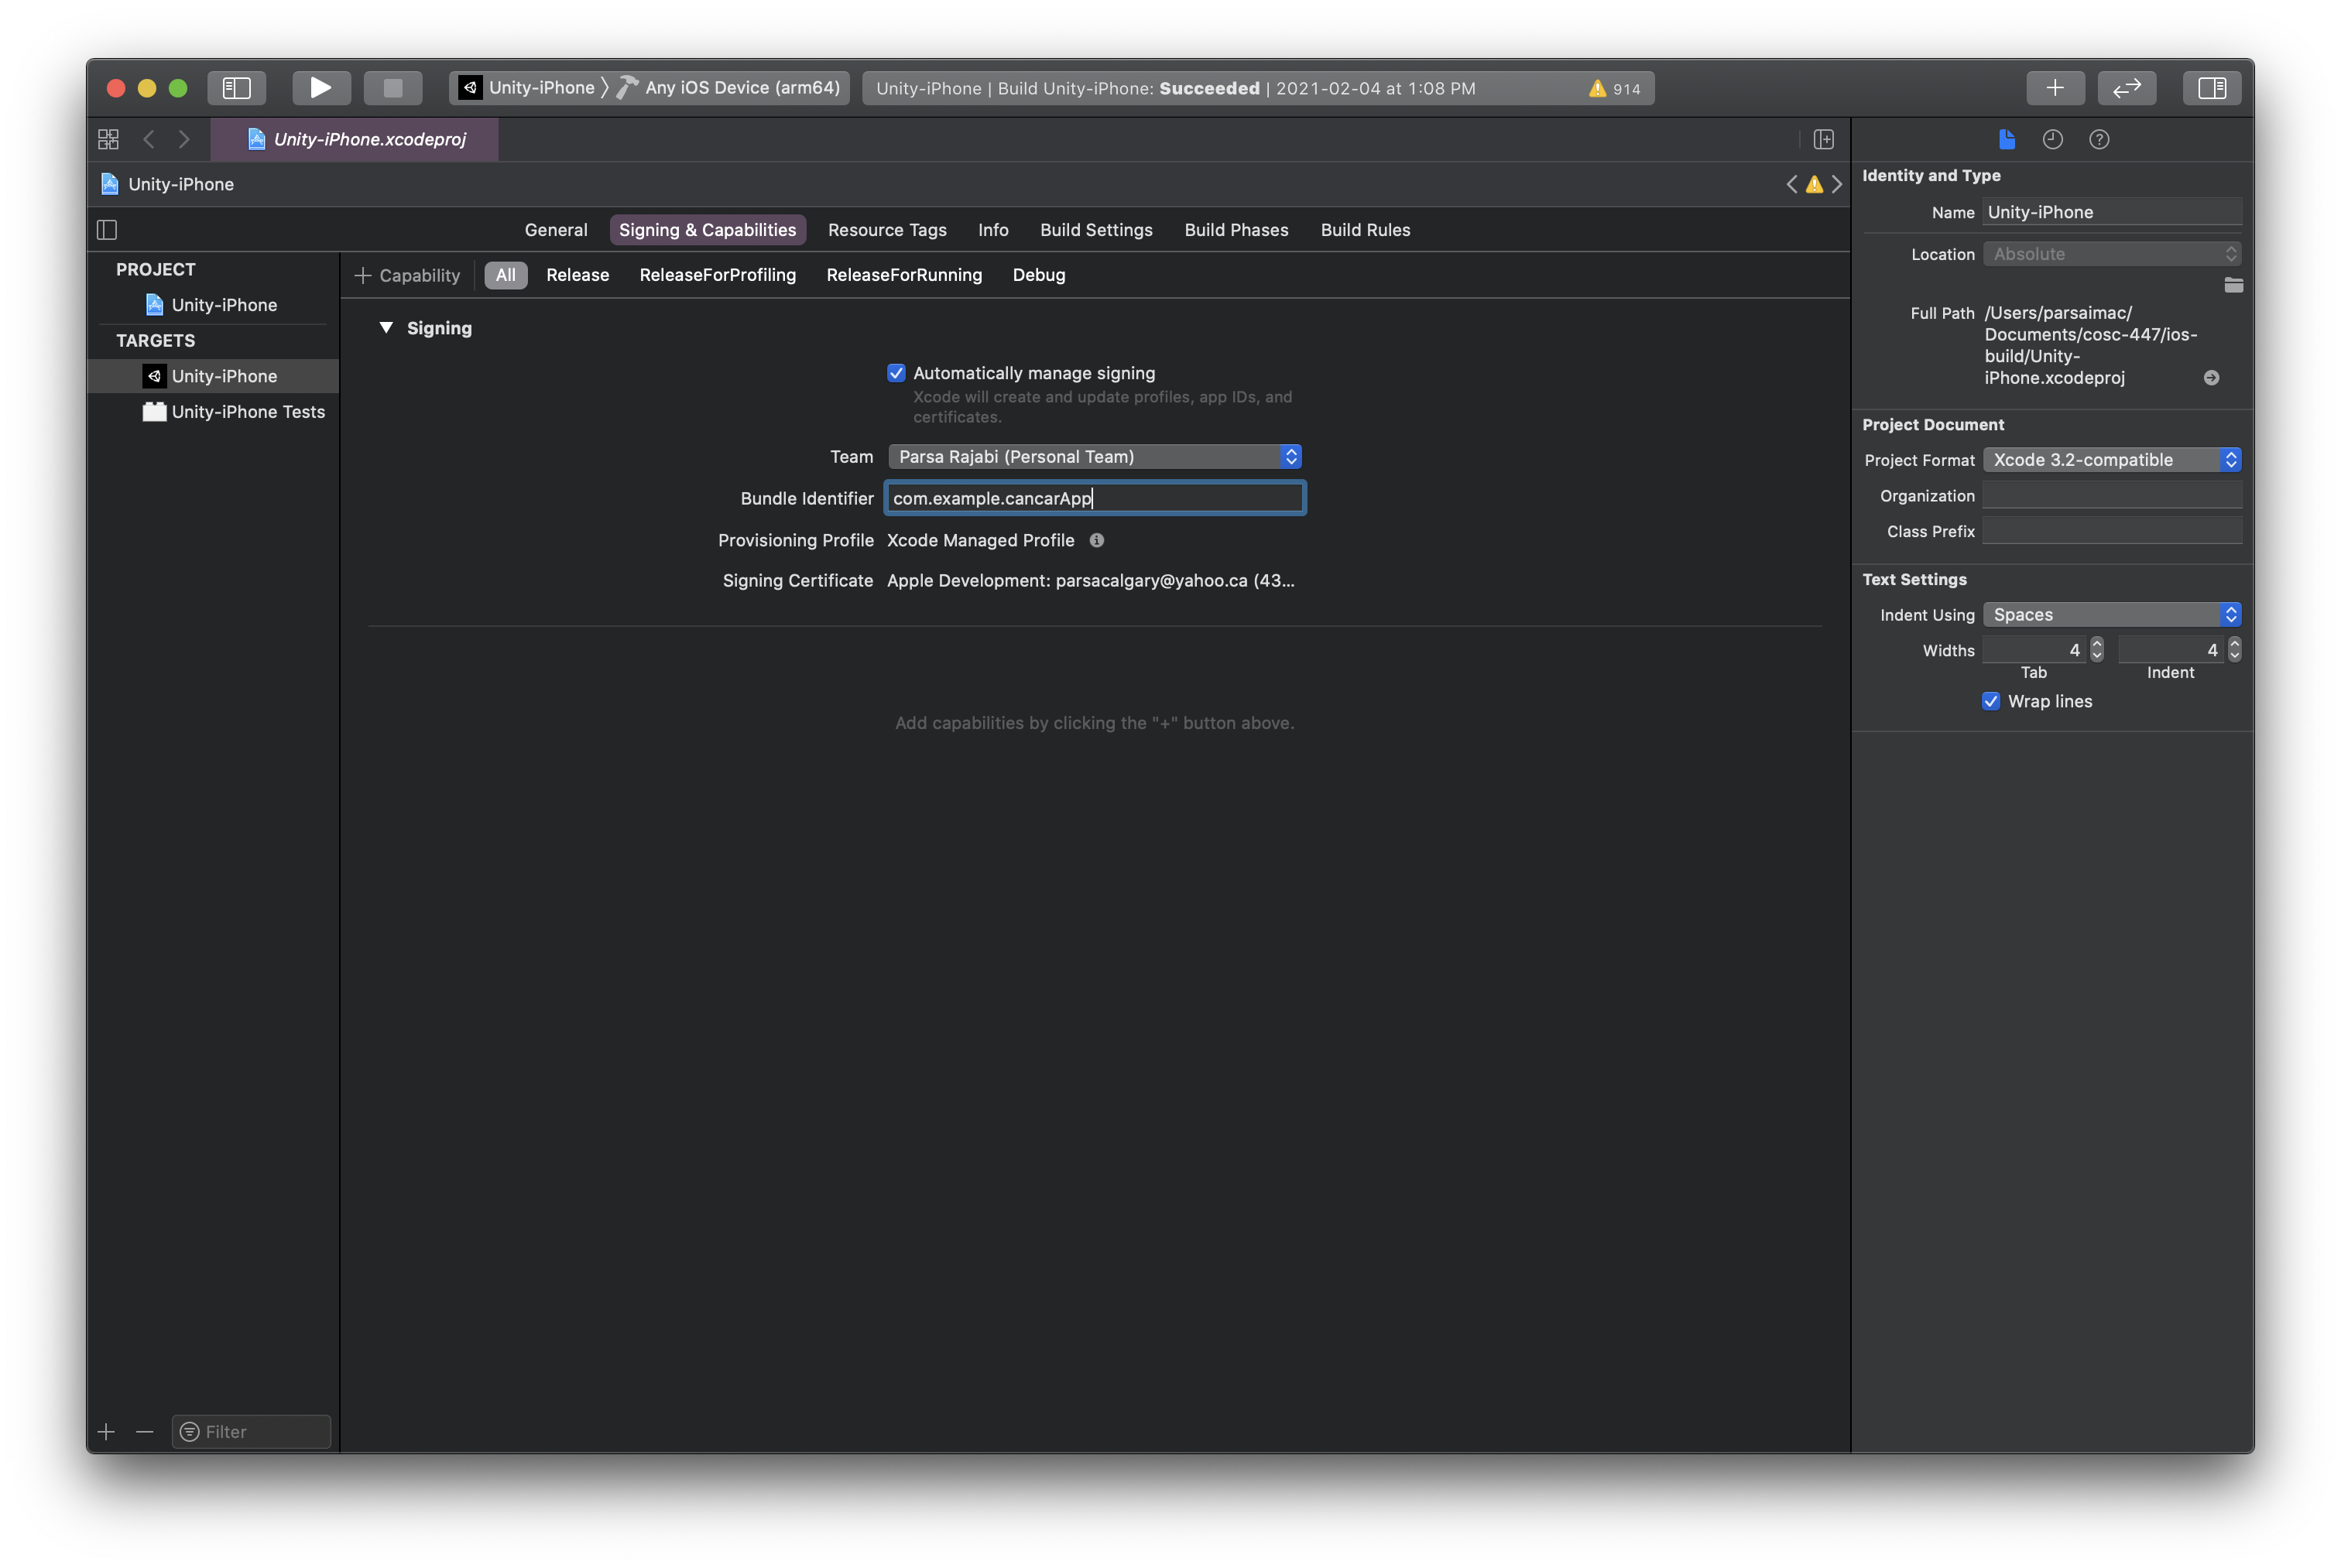 Unity-iPhone 〉 Any iOS Device (arm64)
Unity-iPhone | Build Unity-iPhone: Succeeded | 2021-02-04 at 1:08 PM
914
Unity-iPhone.xcodeproj
Unity-iPhone
General Signing & Capabilities Resource Tags Info Build Settings Build Phases Build Rules
PROJECT
Unity-iPhone
TARGETS
Unity-iPhone
Unity-iPhone Tests
Filter
+ Capability All Release ReleaseForProfiling ReleaseForRunning Debug
Signing
Automatically manage signing
Xcode will create and update profiles, app IDs, and
certificates.
Team Parsa Rajabi (Personal Team)
Bundle Identifier com.example.cancarApp
Provisioning Profile Xcode Managed Profile
Signing Certificate Apple Development: parsacalgary@yahoo.ca (43...
Add capabilities by clicking the "+" button above.
Identity and Type
Name Unity-iPhone
Location Absolute
Full Path /Users/parsaimac/
Documents/cosc-447/ios-
build/Unity-
iPhone.xcodeproj
Project Document
Project Format Xcode 3.2-compatible
Organization
Class Prefix
Text Settings
Indent Using Spaces
Widths 4 4
Tab Indent
Wrap lines